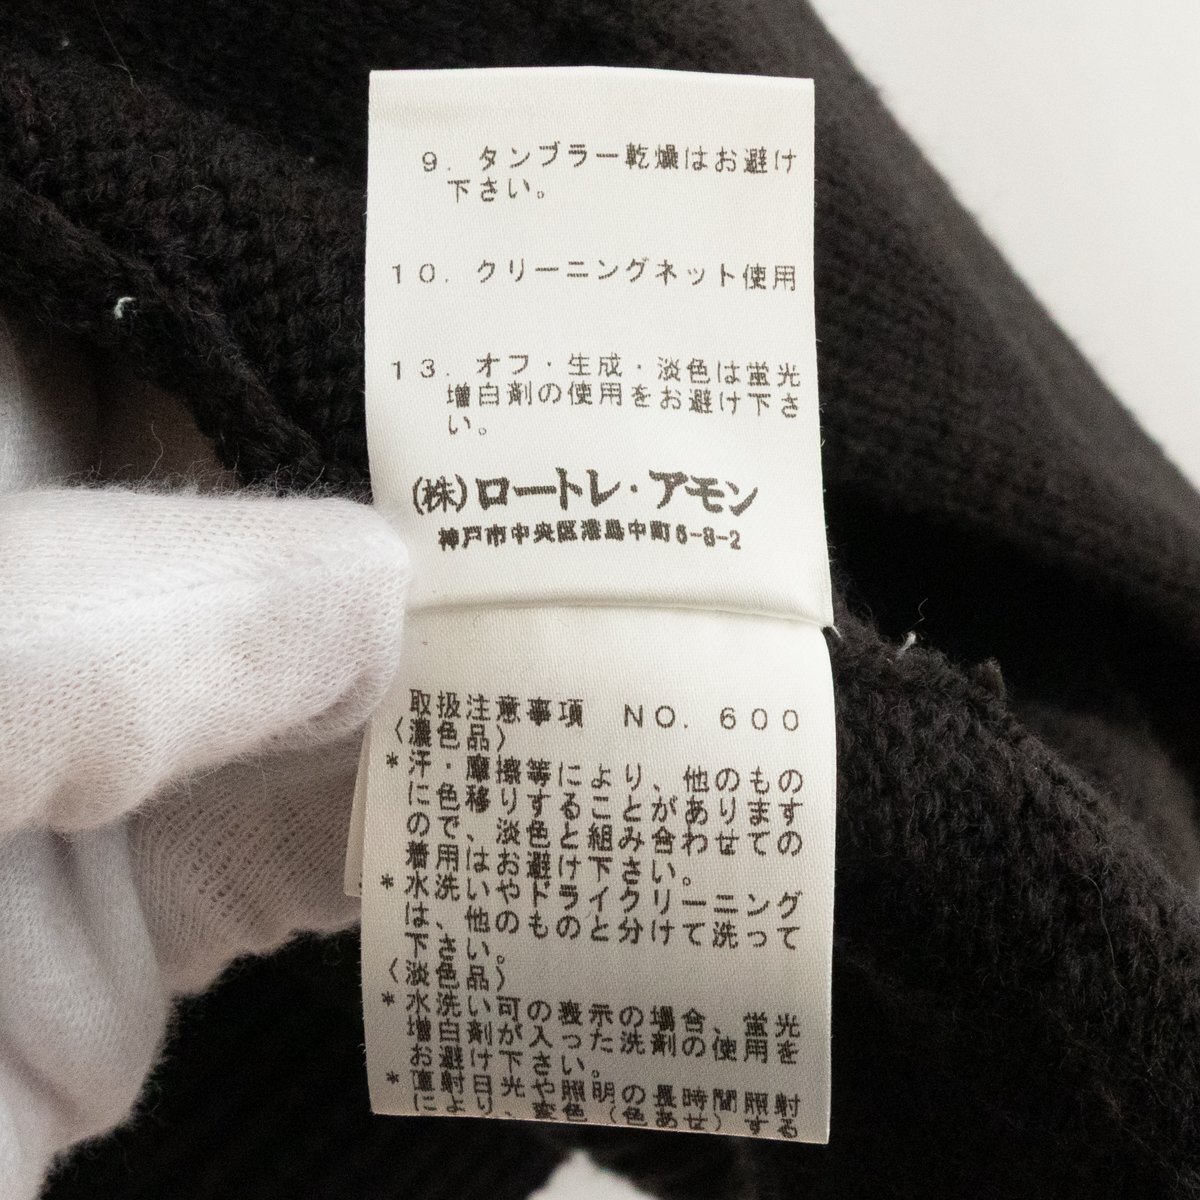 9. タンブラー乾燥はお避け
下さい。
10. クリーニングネット使用
13. オフ・生成・淡色は蛍光
増白剤の使用をお避け下さ
い。
(株)ロートレ・アモン
神戸市中央区港島中町6-8-2
取扱注意事項 NO. 600
〈濃色品〉
*汗・摩擦等により、他のもの
に色移りすることがあります
ので、淡色と組み合わせての
着用はお避け下さい。
*水洗いやドライクリーニング
は、他のものと分けて洗って
下さい。
〈淡色品〉
*水洗い可の表示の場合、蛍光
増白剤が入った洗剤の使用を
お避け下さい。
*直射日光や照明の長時間照射
により、変色(色あせ)する